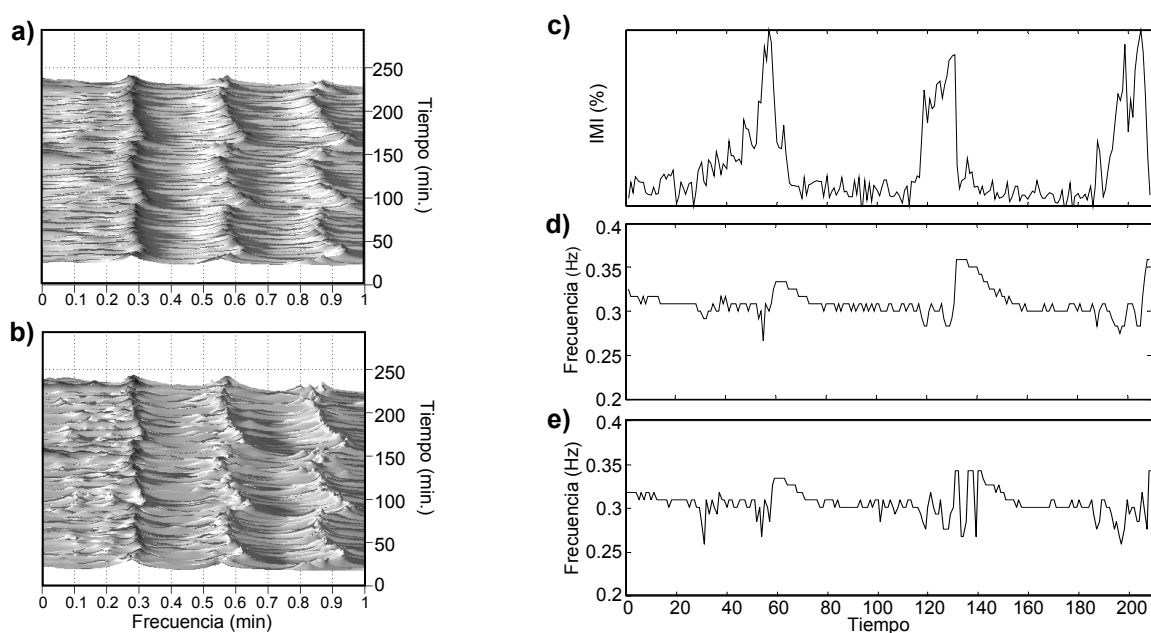 a)
250
200
150
100
50
0
Tiempo (min.)
0 0.1 0.2 0.3 0.4 0.5 0.6 0.7 0.8 0.9 1
b)
250
200
150
100
50
0
Tiempo (min.)
0 0.1 0.2 0.3 0.4 0.5 0.6 0.7 0.8 0.9 1
Frecuencia (min)
c)
IMI (%)
d)
0.4
0.35
0.3
0.25
0.2
Frecuencia (Hz)
e)
0.4
0.35
0.3
0.25
0.2
Frecuencia (Hz)
0 20 40 60 80 100 120 140 160 180 200
Tiempo